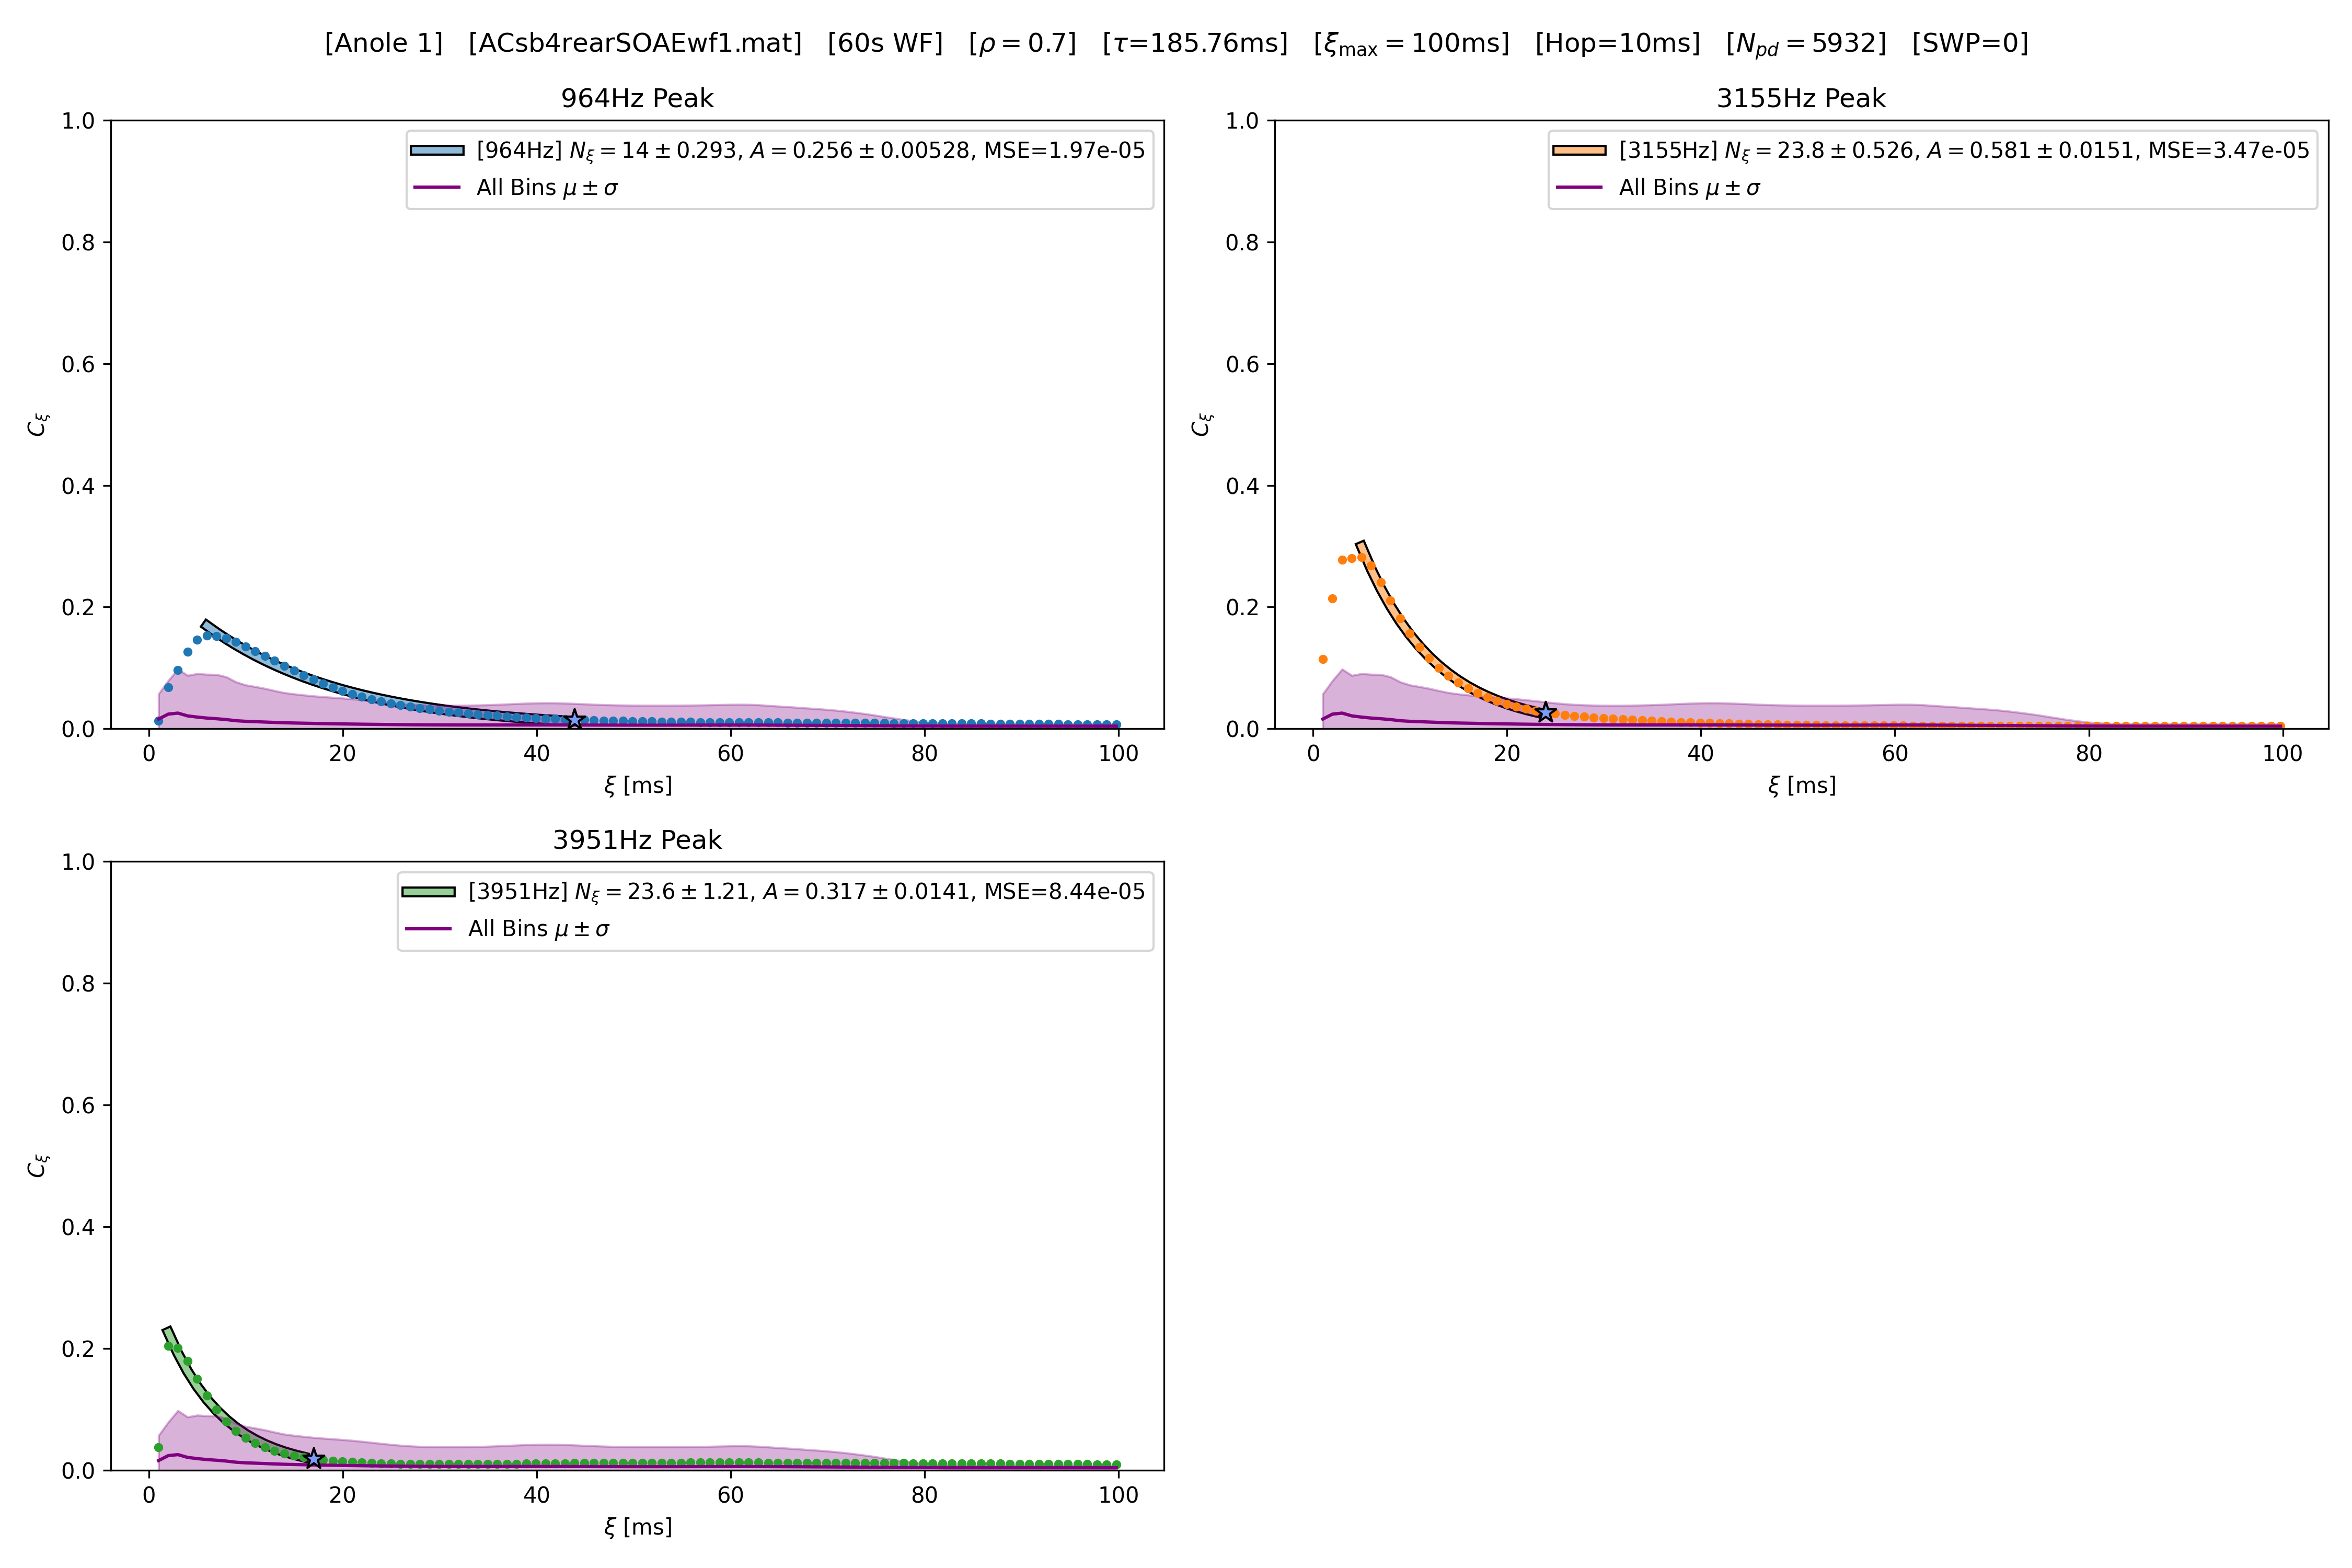 [Anole 1] [ACsb4rearSOAEwf1.mat] [60s WF] [ρ = 0.7] [τ=185.76ms] [ξmax = 100ms] [Hop=10ms] [Npd = 5932] [SWP=0]
964Hz Peak
[964Hz] Nξ = 14 ± 0.293, A = 0.256 ± 0.00528, MSE=1.97e-05
All Bins μ ± σ
1.0
0.8
0.6
0.4
0.2
0.0
Cξ
0 20 40 60 80 100
ξ [ms]
3155Hz Peak
[3155Hz] Nξ = 23.8 ± 0.526, A = 0.581 ± 0.0151, MSE=3.47e-05
All Bins μ ± σ
1.0
0.8
0.6
0.4
0.2
0.0
Cξ
0 20 40 60 80 100
ξ [ms]
3951Hz Peak
[3951Hz] Nξ = 23.6 ± 1.21, A = 0.317 ± 0.0141, MSE=8.44e-05
All Bins μ ± σ
1.0
0.8
0.6
0.4
0.2
0.0
Cξ
0 20 40 60 80 100
ξ [ms]